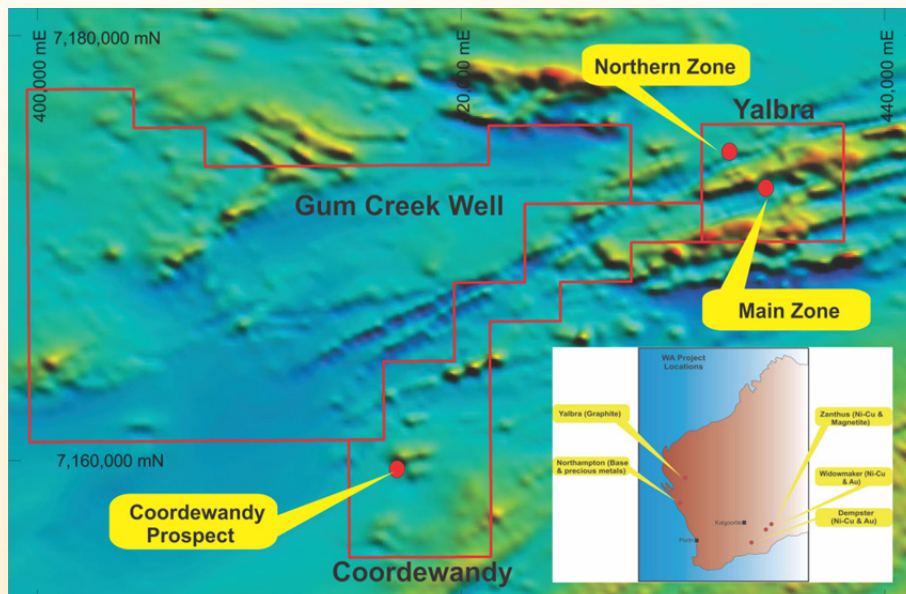 7,180,000 mN
400,000 mE
420,000 mE
440,000 mE
Northern Zone
Yalbra
Gum Creek Well
Main Zone
7,160,000 mN
Coordewandy
Prospect
Coordewandy
WA Project
Locations
Yalbra (Graphite)
Zanthus (Ni-Cu &
Magnetite)
Northampton (Base
& precious metals)
Widowmaker (Ni-Cu
& Au)
Kalgoorlie
Dempster
(Ni-Cu & Au)
Perth